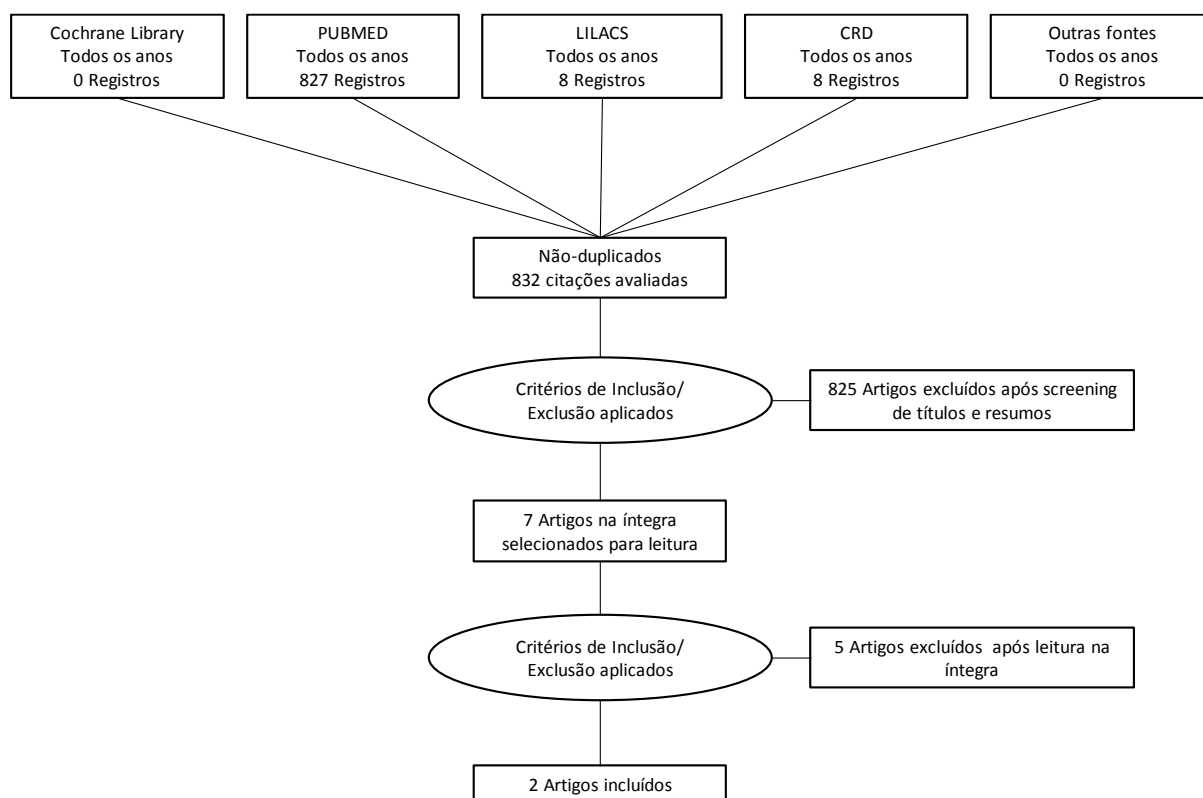 Cochrane Library
Todos os anos
0 Registros
PUBMED
Todos os anos
827 Registros
LILACS
Todos os anos
8 Registros
CRD
Todos os anos
8 Registros
Outras fontes
Todos os anos
0 Registros
Não-duplicados
832 citações avaliadas
Critérios de Inclusão/
Exclusão aplicados
825 Artigos excluídos após screening
de títulos e resumos
7 Artigos na íntegra
selecionados para leitura
Critérios de Inclusão/
Exclusão aplicados
5 Artigos excluídos após leitura na
íntegra
2 Artigos incluídos